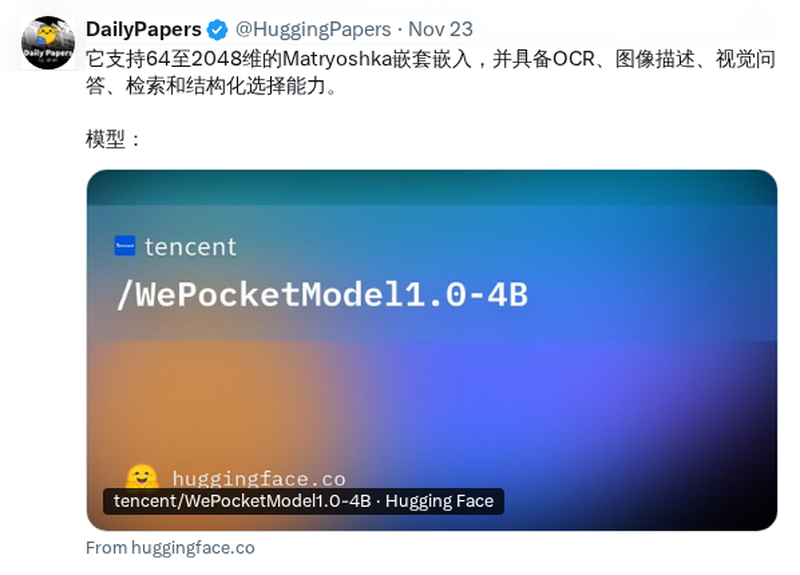 DailyPapers @HuggingPapers · Nov 23
它支持64至2048维的Matryoshka嵌套嵌入，并具备OCR、图像描述、视觉问
答、检索和结构化选择能力。
模型：
tencent
/WePocketModel1.0-4B
huggingface.co
tencent/WePocketModel1.0-4B · Hugging Face
From huggingface.co